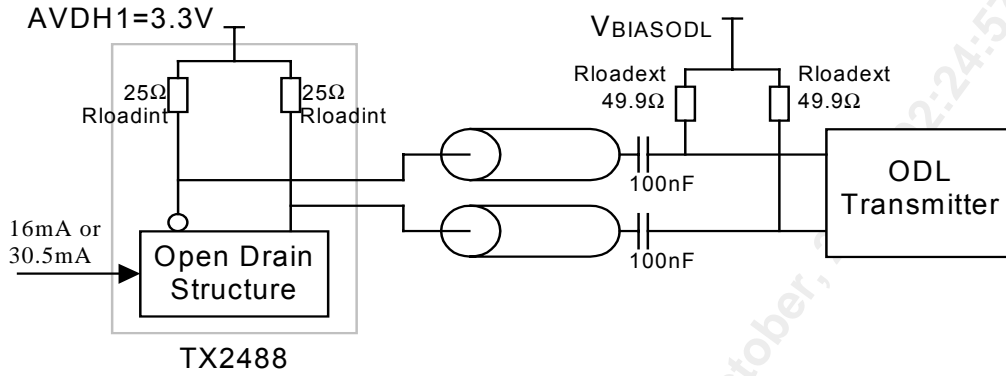 AVDH1=3.3V
VBIASODL
25Ω
Rloadint
25Ω
Rloadint
Rloadext
49.9Ω
Rloadext
49.9Ω
100nF
100nF
ODL
Transmitter
16mA or
30.5mA
Open Drain
Structure
TX2488